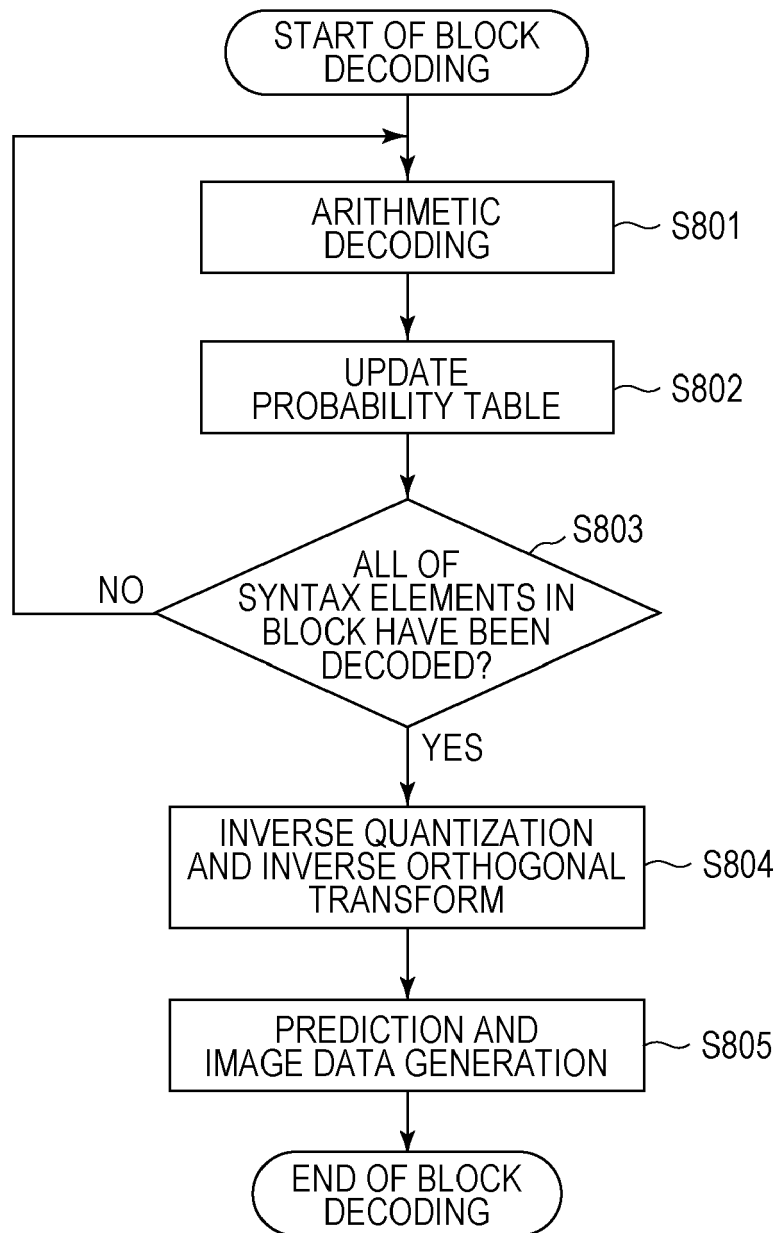 START OF BLOCK
DECODING
ARITHMETIC
DECODING
S801
UPDATE
PROBABILITY TABLE
S802
S803
ALL OF
SYNTAX ELEMENTS IN
BLOCK HAVE BEEN
DECODED?
NO
YES
INVERSE QUANTIZATION
AND INVERSE ORTHOGONAL
TRANSFORM
S804
PREDICTION AND
IMAGE DATA GENERATION
S805
END OF BLOCK
DECODING